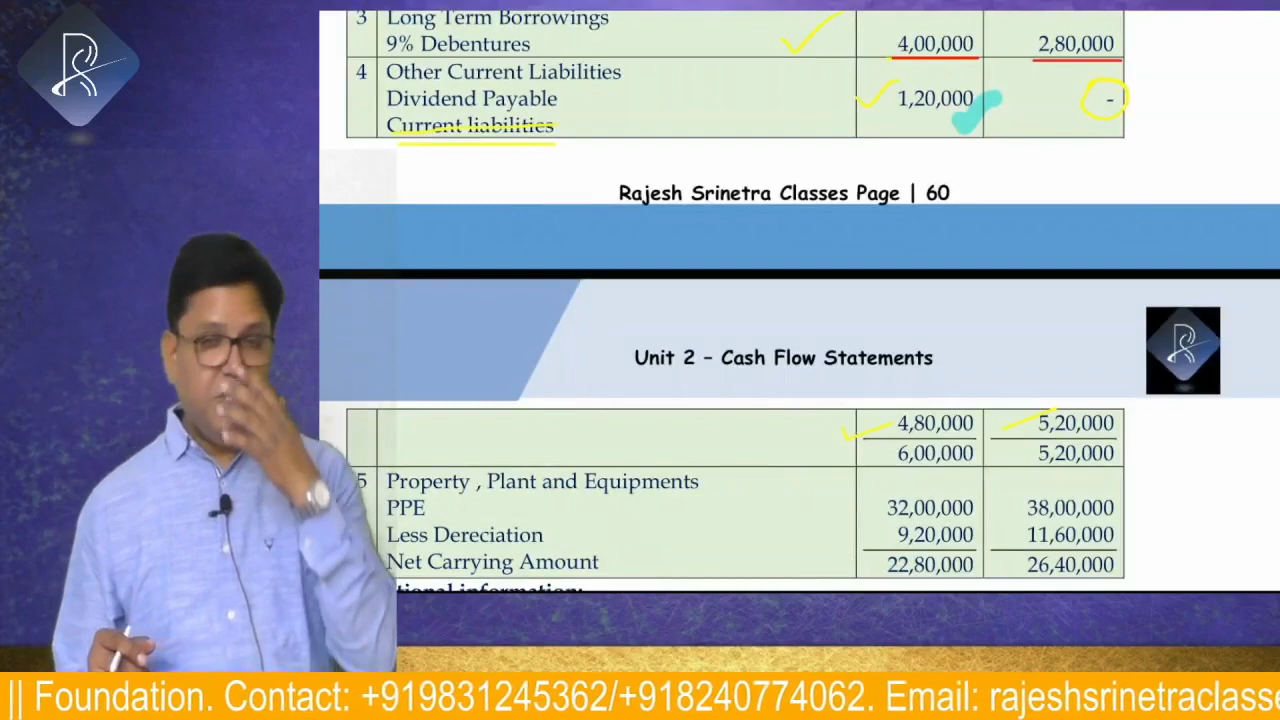 3 Long Term Borrowings
9% Debentures 4,00,000 2,80,000
4 Other Current Liabilities
Dividend Payable 1,20,000 -
Current liabilities
Rajesh Srinetra Classes Page | 60
Unit 2 – Cash Flow Statements
4,80,000 5,20,000
6,00,000 5,20,000
5 Property , Plant and Equipments
PPE 32,00,000 38,00,000
Less Dereciation 9,20,000 11,60,000
Net Carrying Amount 22,80,000 26,40,000
|| Foundation. Contact: +919831245362/+918240774062. Email: rajeshsrinetraclasse